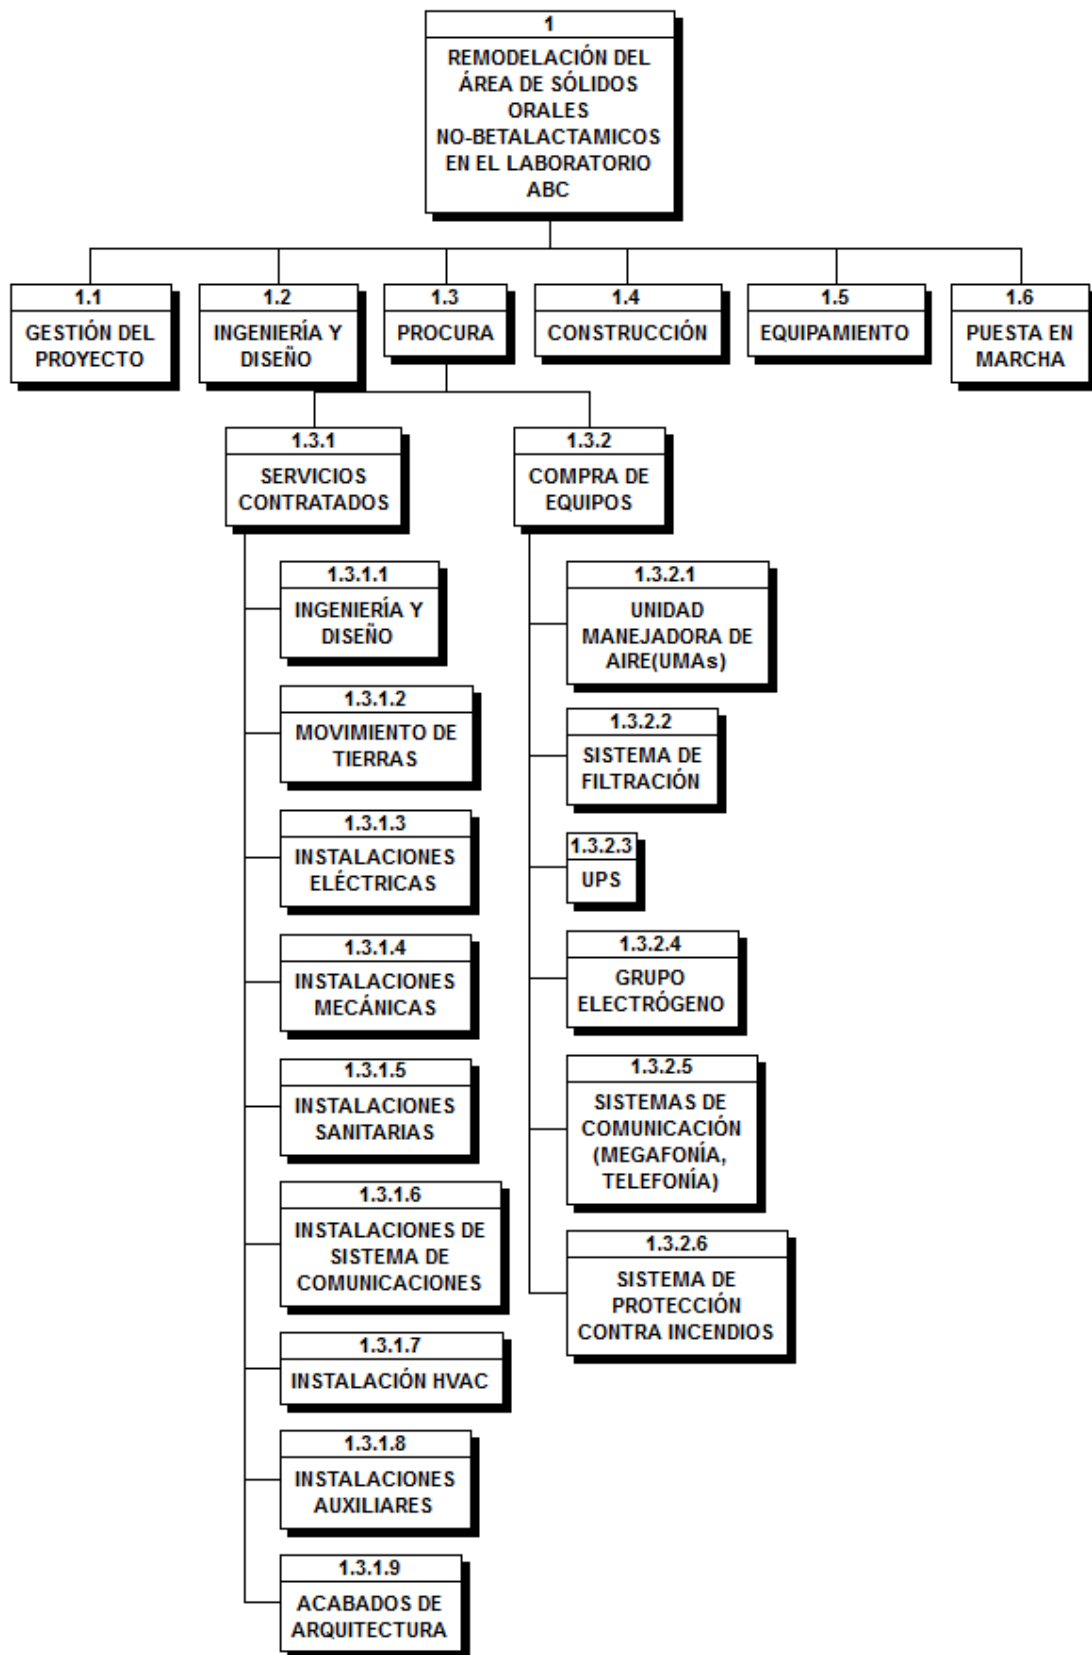 1
REMODELACIÓN DEL
ÁREA DE SÓLIDOS
ORALES
NO-BETALACTAMICOS
EN EL LABORATORIO
ABC
1.1
GESTIÓN DEL
PROYECTO
1.2
INGENIERÍA Y
DISEÑO
1.3
PROCURA
1.4
CONSTRUCCIÓN
1.5
EQUIPAMIENTO
1.6
PUESTA EN
MARCHA
1.3.1
SERVICIOS
CONTRATADOS
1.3.1.1
INGENIERÍA Y
DISEÑO
1.3.1.2
MOVIMIENTO DE
TIERRAS
1.3.1.3
INSTALACIONES
ELÉCTRICAS
1.3.1.4
INSTALACIONES
MECÁNICAS
1.3.1.5
INSTALACIONES
SANITARIAS
1.3.1.6
INSTALACIONES DE
SISTEMA DE
COMUNICACIONES
1.3.1.7
INSTALACIÓN HVAC
1.3.1.8
INSTALACIONES
AUXILIARES
1.3.1.9
ACABADOS DE
ARQUITECTURA
1.3.2
COMPRA DE
EQUIPOS
1.3.2.1
UNIDAD
MANEJADORA DE
AIRE(UMAs)
1.3.2.2
SISTEMA DE
FILTRACIÓN
1.3.2.3
UPS
1.3.2.4
GRUPO
ELECTRÓGENO
1.3.2.5
SISTEMAS DE
COMUNICACIÓN
(MEGAFONÍA,
TELEFONÍA)
1.3.2.6
SISTEMA DE
PROTECCIÓN
CONTRA INCENDIOS